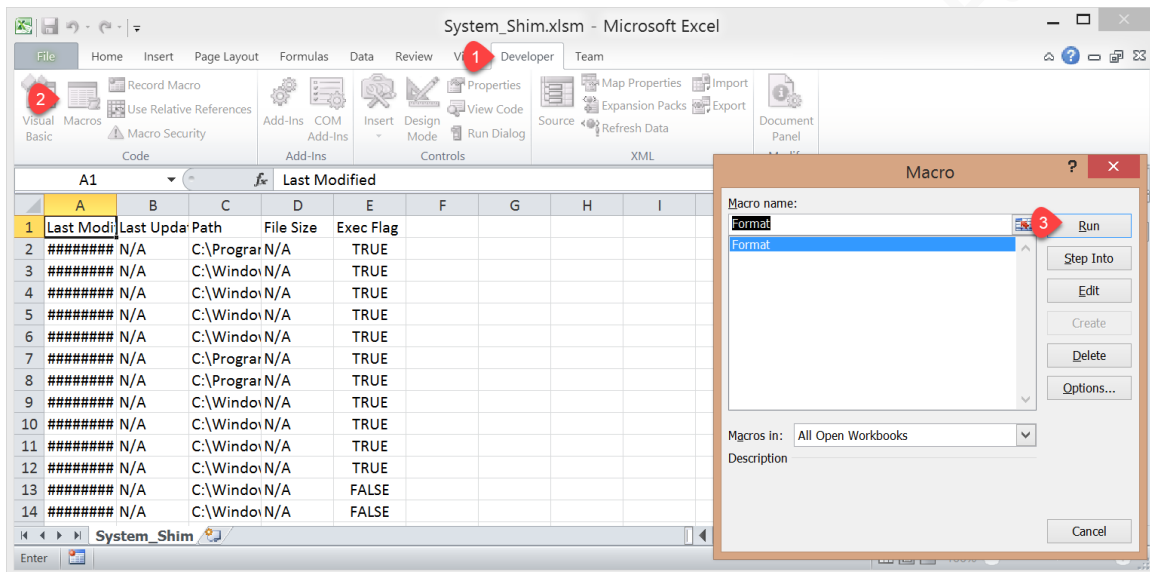 System_Shim.xlsm - Microsoft Excel
File Home Insert Page Layout Formulas Data Review 1 Developer Team
2
Visual Basic
Macros
Record Macro
Use Relative References
Macro Security
Code
Add-Ins
COM Add-Ins
Add-Ins
Insert
Design Mode
Properties
View Code
Run Dialog
Controls
Source
Map Properties
Expansion Packs
Refresh Data
Import
Export
XML
Document Panel
A1 fx Last Modified
A B C D E F G H I
1 Last Modi Last Upda Path File Size Exec Flag
2 ######## N/A C:\Progran N/A TRUE
3 ######## N/A C:\Windov N/A TRUE
4 ######## N/A C:\Windov N/A TRUE
5 ######## N/A C:\Windov N/A TRUE
6 ######## N/A C:\Windov N/A TRUE
7 ######## N/A C:\Progran N/A TRUE
8 ######## N/A C:\Progran N/A TRUE
9 ######## N/A C:\Windov N/A TRUE
10 ######## N/A C:\Windov N/A TRUE
11 ######## N/A C:\Windov N/A TRUE
12 ######## N/A C:\Windov N/A TRUE
13 ######## N/A C:\Windov N/A FALSE
14 ######## N/A C:\Windov N/A FALSE
System_Shim
Enter
Macro
? ×
Macro name:
Format
3
Run
Format
Step Into
Edit
Create
Delete
Options...
Macros in: All Open Workbooks
Description
Cancel